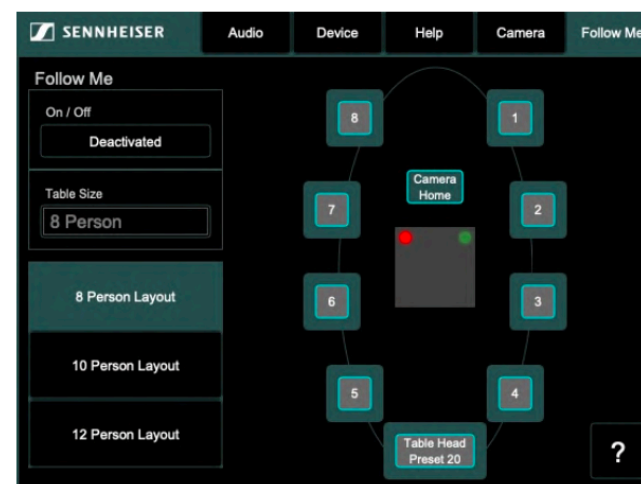 SENNHEISER
Audio
Device
Help
Camera
Follow Me
Follow Me
On / Off
Deactivated
Table Size
8 Person
8 Person Layout
10 Person Layout
12 Person Layout
8
1
Camera
Home
7
2
6
3
5
4
Table Head
Preset 20
?